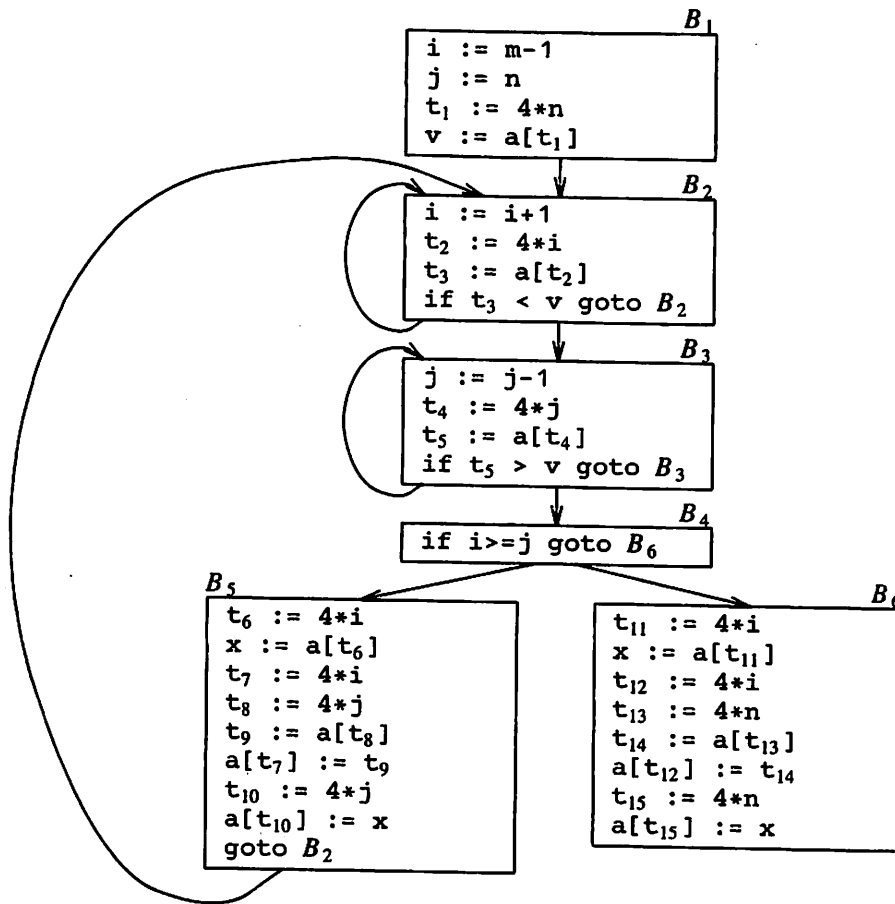 B₁
i := m-1
j := n
t₁ := 4*n
v := a[t₁]
B₂
i := i+1
t₂ := 4*i
t₃ := a[t₂]
if t₃ < v goto B₂
B₃
j := j-1
t₄ := 4*j
t₅ := a[t₄]
if t₅ > v goto B₃
B₄
if i>=j goto B₆
B₅
t₆ := 4*i
x := a[t₆]
t₇ := 4*i
t₈ := 4*j
t₉ := a[t₈]
a[t₇] := t₉
t₁₀ := 4*j
a[t₁₀] := x
goto B₂
B₆
t₁₁ := 4*i
x := a[t₁₁]
t₁₂ := 4*i
t₁₃ := 4*n
t₁₄ := a[t₁₃]
a[t₁₂] := t₁₄
t₁₅ := 4*n
a[t₁₅] := x